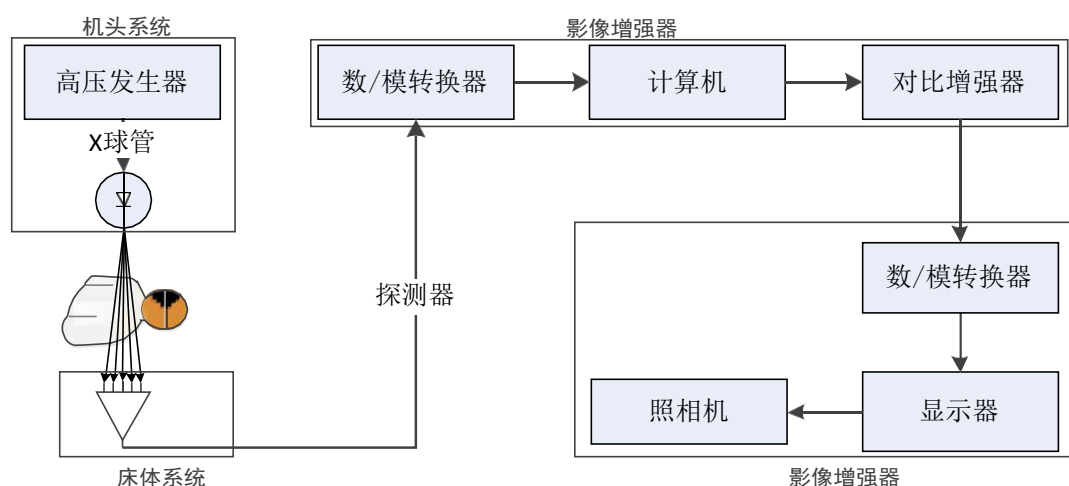 机头系统
高压发生器
X球管
床体系统
探测器
影像增强器
数/模转换器
计算机
对比增强器
数/模转换器
显示器
照相机
影像增强器